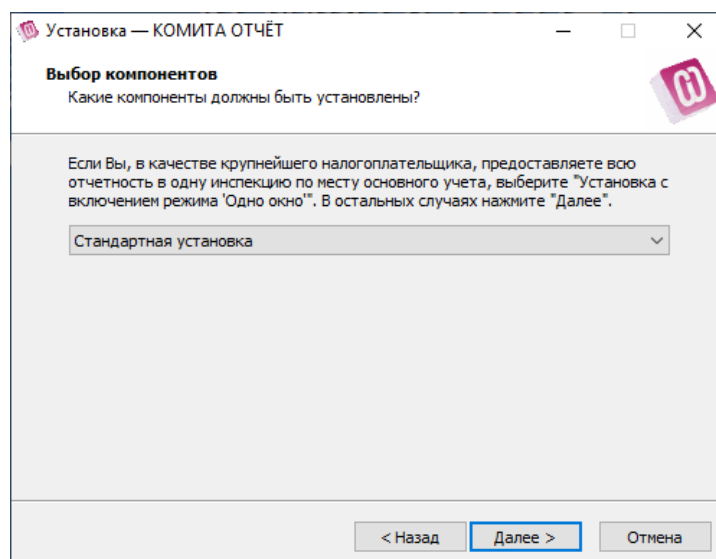 Установка — КОМИТА ОТЧЁТ
Выбор компонентов
Какие компоненты должны быть установлены?
Если Вы, в качестве крупнейшего налогоплательщика, предоставляете всю
отчетность в одну инспекцию по месту основного учета, выберите "Установка с
включением режима 'Одно окно'". В остальных случаях нажмите "Далее".
Стандартная установка
< Назад
Далее >
Отмена